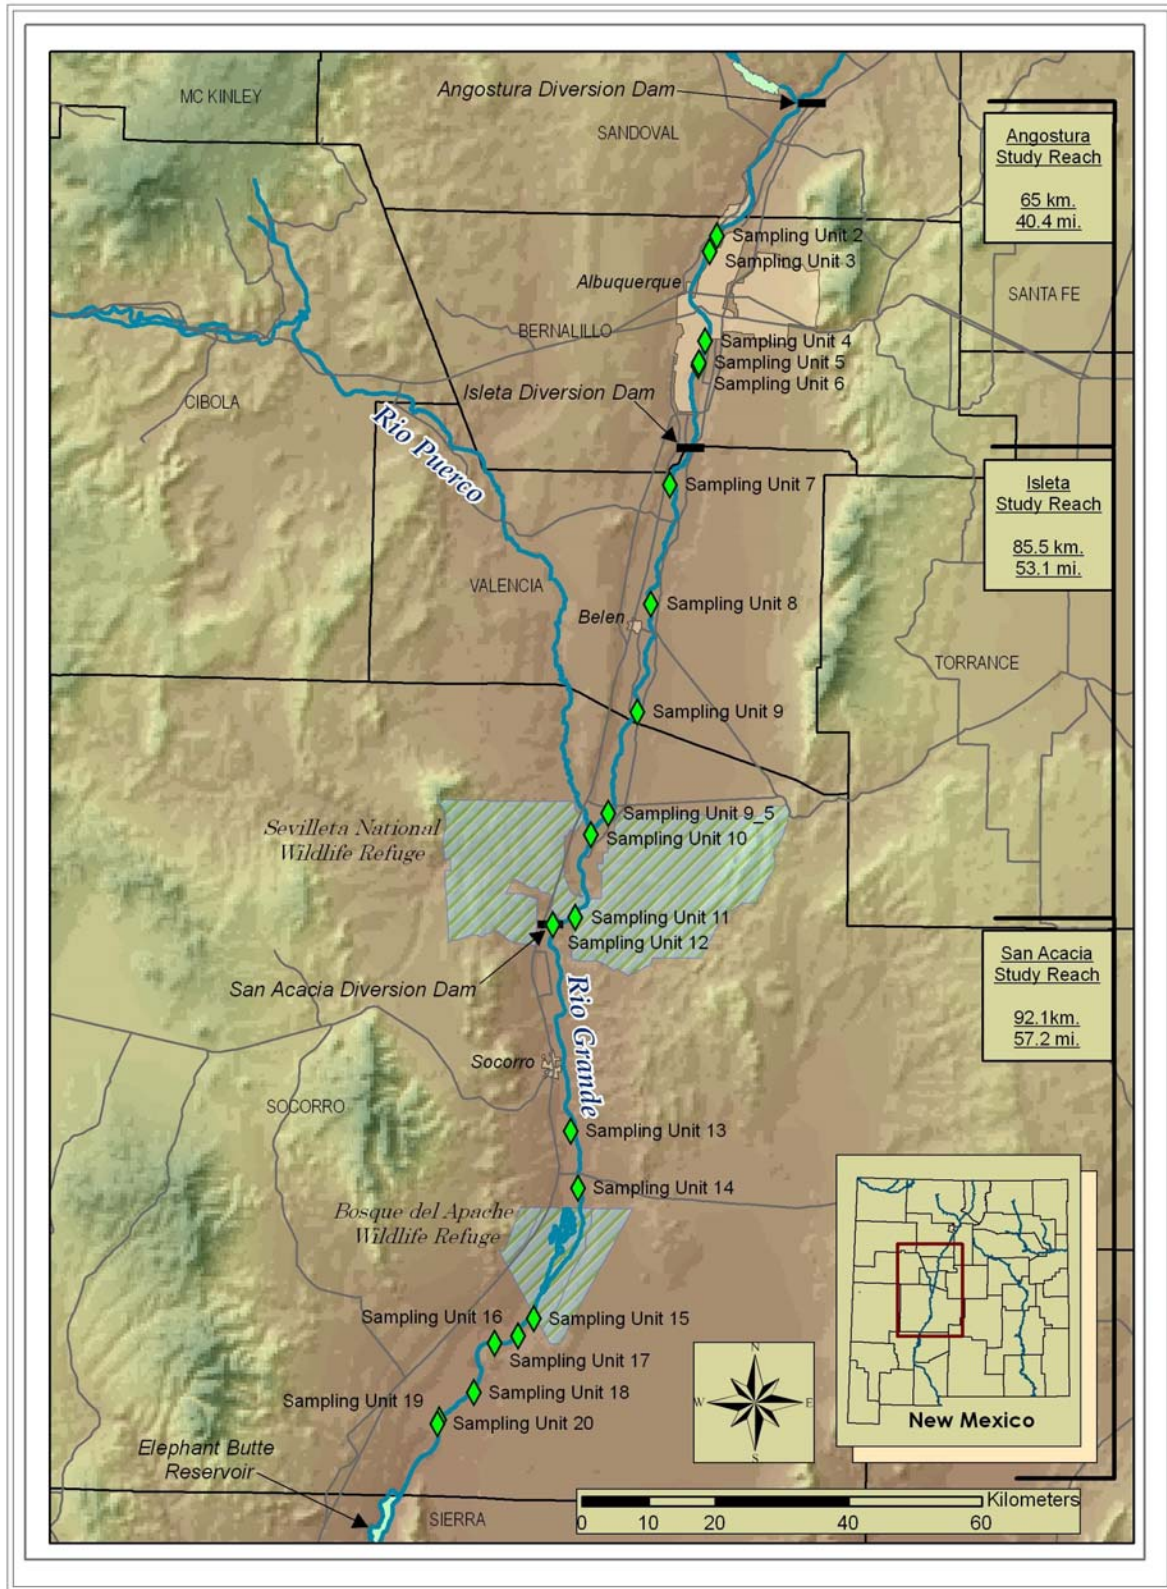 MC KINLEY
Angostura Diversion Dam
SANDOVAL
Angostura
Study Reach
65 km.
40.4 mi.
Sampling Unit 2
Sampling Unit 3
Albuquerque
SANTA FE
BERNALILLO
Sampling Unit 4
Sampling Unit 5
Sampling Unit 6
Isleta Diversion Dam
CIBOLA
Rio Puerco
Isleta
Study Reach
85.5 km.
53.1 mi.
Sampling Unit 7
VALENCIA
Sampling Unit 8
Belen
TORRANCE
Sampling Unit 9
Sevilleta National
Wildlife Refuge
Sampling Unit 9_5
Sampling Unit 10
Sampling Unit 11
Sampling Unit 12
San Acacia Diversion Dam
San Acacia
Study Reach
92.1km.
57.2 mi.
Rio Grande
Socorro
SOCORRO
Sampling Unit 13
Sampling Unit 14
Bosque del Apache
Wildlife Refuge
Sampling Unit 16
Sampling Unit 15
Sampling Unit 17
Sampling Unit 18
Sampling Unit 19
Sampling Unit 20
Elephant Butte
Reservoir
SIERRA
N
W E
S
New Mexico
Kilometers
0 10 20 40 60